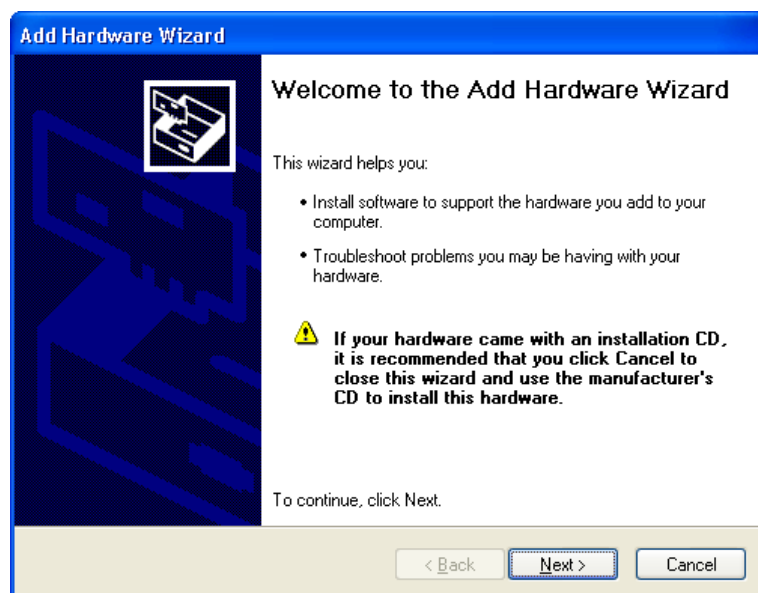 Add Hardware Wizard
Welcome to the Add Hardware Wizard
This wizard helps you:
• Install software to support the hardware you add to your
computer.
• Troubleshoot problems you may be having with your
hardware.
If your hardware came with an installation CD,
it is recommended that you click Cancel to
close this wizard and use the manufacturer's
CD to install this hardware.
To continue, click Next.
< Back Next > Cancel